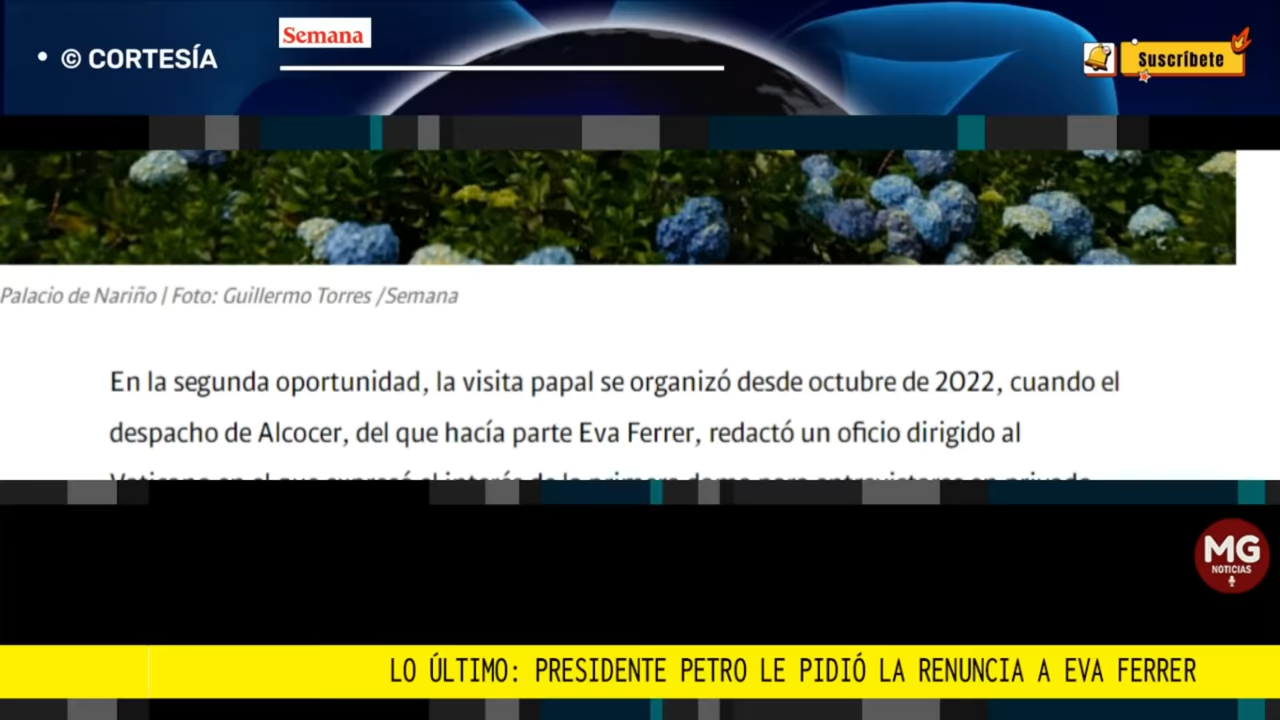 • © CORTESÍA
Semana
Suscríbete
Palacio de Nariño | Foto: Guillermo Torres /Semana
En la segunda oportunidad, la visita papal se organizó desde octubre de 2022, cuando el
despacho de Alcocer, del que hacía parte Eva Ferrer, redactó un oficio dirigido al
MG
NOTICIAS
LO ÚLTIMO: PRESIDENTE PETRO LE PIDIÓ LA RENUNCIA A EVA FERRER